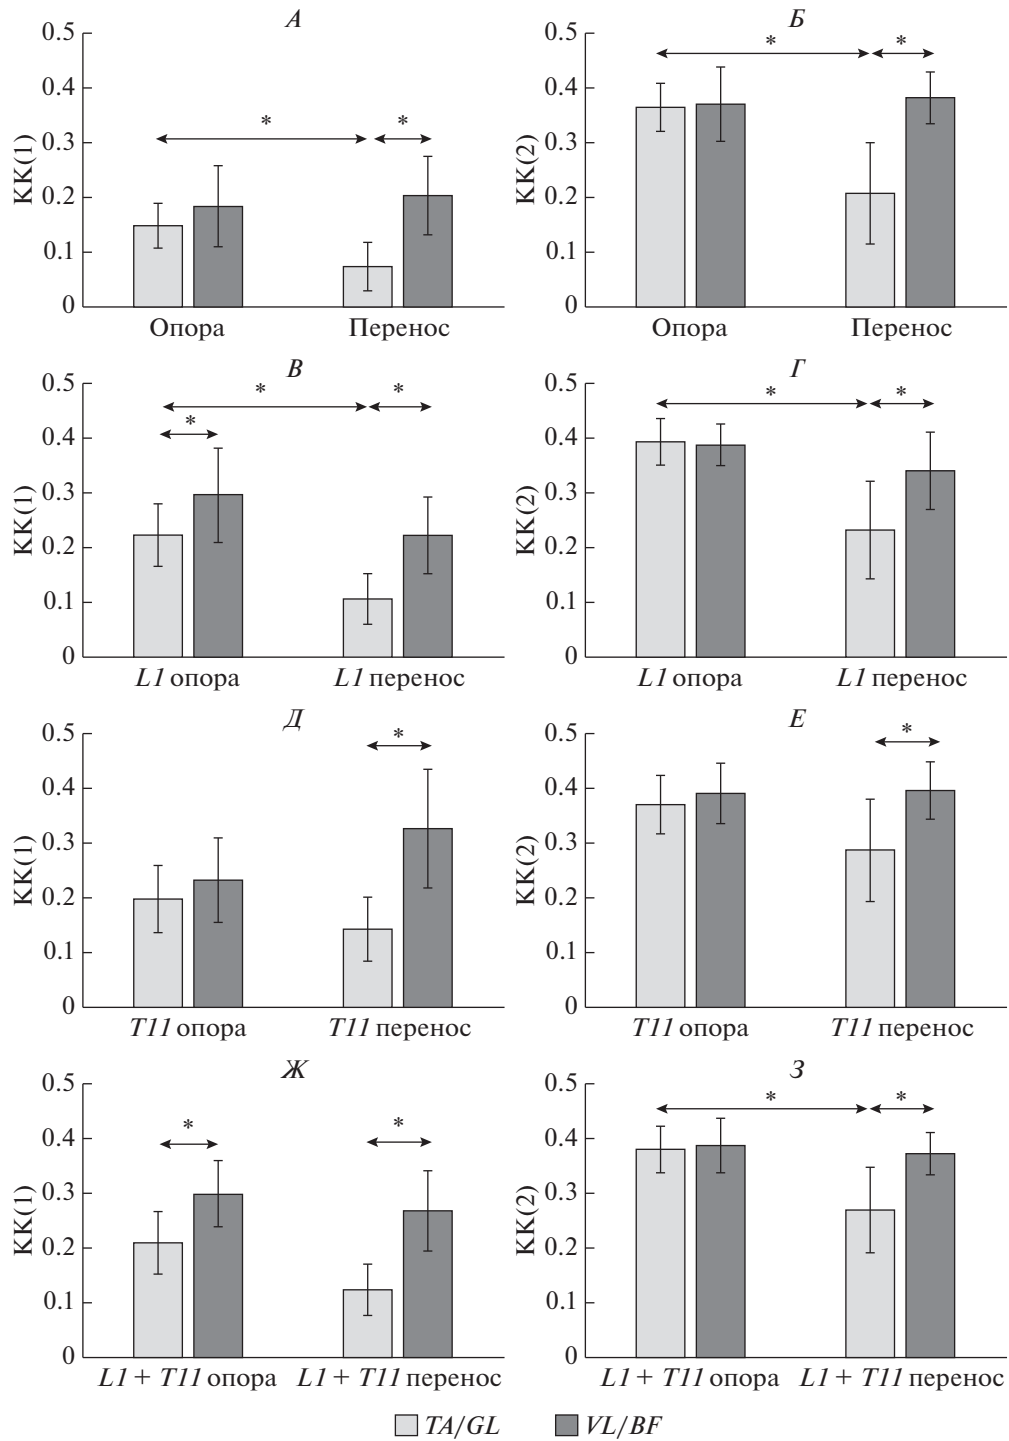 А
0.5
0.4
0.3
0.2
0.1
0
КК(1)
*
*
Опора
Перенос
Б
0.5
0.4
0.3
0.2
0.1
0
КК(2)
*
*
Опора
Перенос
В
0.5
0.4
0.3
0.2
0.1
0
КК(1)
*
*
*
L1 опора
L1 перенос
Г
0.5
0.4
0.3
0.2
0.1
0
КК(2)
*
*
L1 опора
L1 перенос
Д
0.5
0.4
0.3
0.2
0.1
0
КК(1)
*
T11 опора
T11 перенос
Е
0.5
0.4
0.3
0.2
0.1
0
КК(2)
*
T11 опора
T11 перенос
Ж
0.5
0.4
0.3
0.2
0.1
0
КК(1)
*
*
L1 + T11 опора
L1 + T11 перенос
З
0.5
0.4
0.3
0.2
0.1
0
КК(2)
*
*
L1 + T11 опора
L1 + T11 перенос
TA/GL
VL/BF